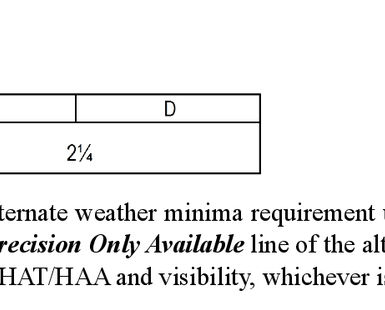 D
2¼
ternate weather minima requirement
recision Only Available line of the alt
HAT/HAA and visibility, whichever is